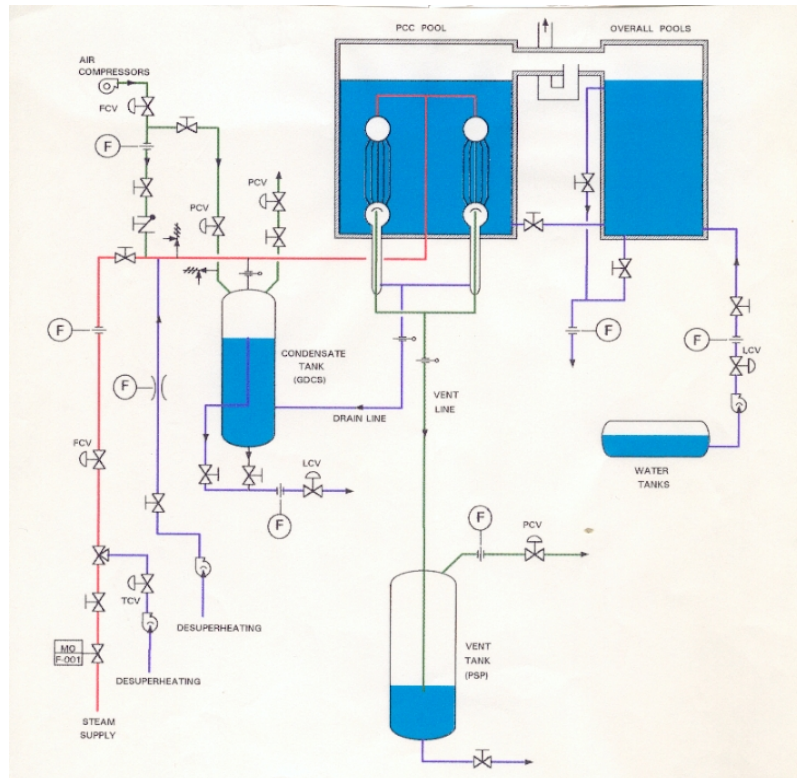 PCC POOL
OVERALL POOLS
AIR
COMPRESSORS
FCV
F
PCV
PCV
F
F
CONDENSATE
TANK
(GDCS)
DRAIN LINE
VENT
LINE
F
F
LCV
WATER
TANKS
FCV
LCV
F
F
PCV
TCV
DESUPERHEATING
MO
F-001
DESUPERHEATING
VENT
TANK
(PSP)
STEAM
SUPPLY